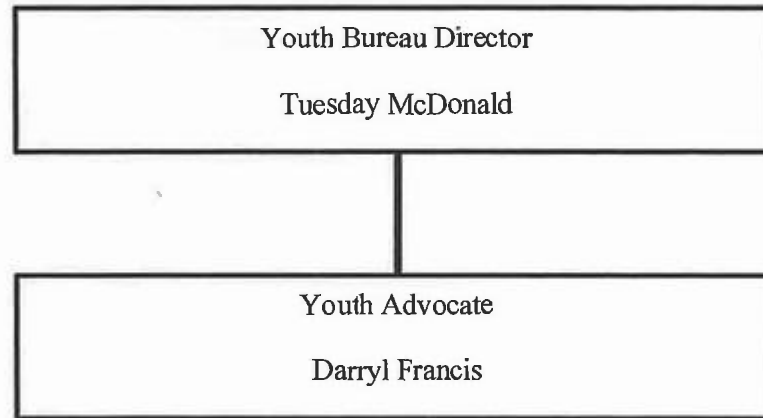 Youth Bureau Director
Tuesday McDonald
Youth Advocate
Darryl Francis